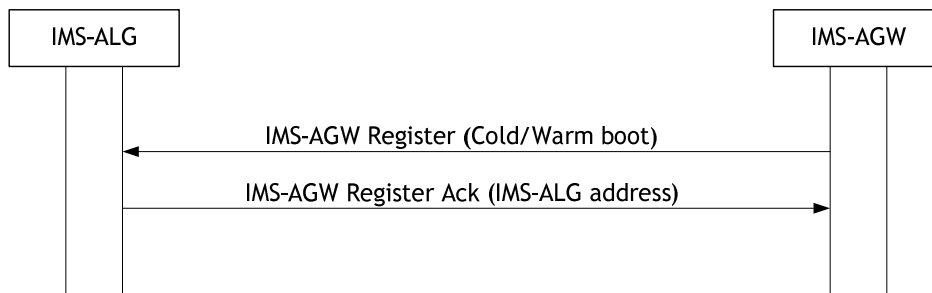 IMS-ALG
IMS-AGW
IMS-AGW Register (Cold/Warm boot)
IMS-AGW Register Ack (IMS-ALG address)